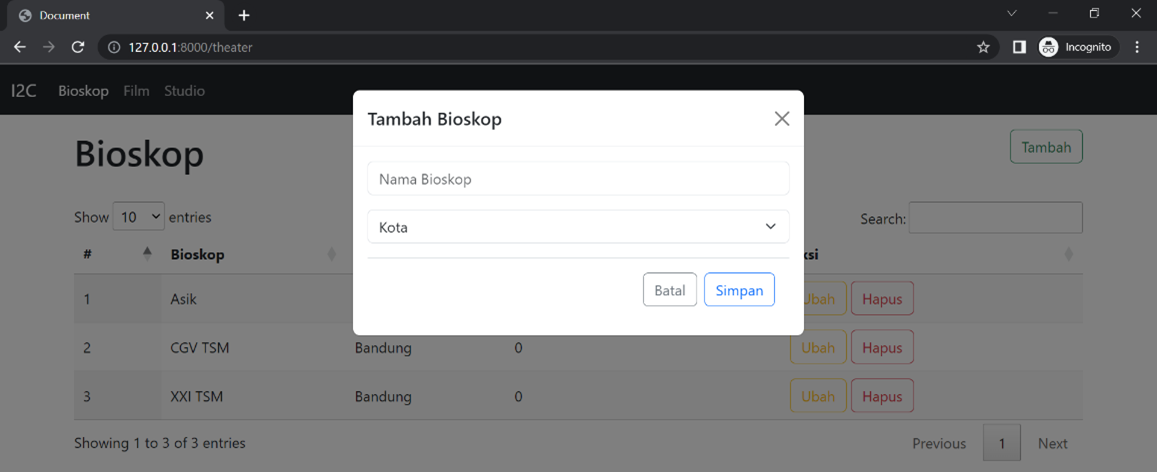 Document
127.0.0.1:8000/theater
Incognito
I2C Bioskop Film Studio
Tambah Bioskop
Bioskop
Tambah
Nama Bioskop
Show 10 entries
Search:
Kota
# Bioskop
Batal Simpan
1 Asik Ubah Hapus
2 CGV TSM Bandung 0 Ubah Hapus
3 XXI TSM Bandung 0 Ubah Hapus
Showing 1 to 3 of 3 entries
Previous 1 Next